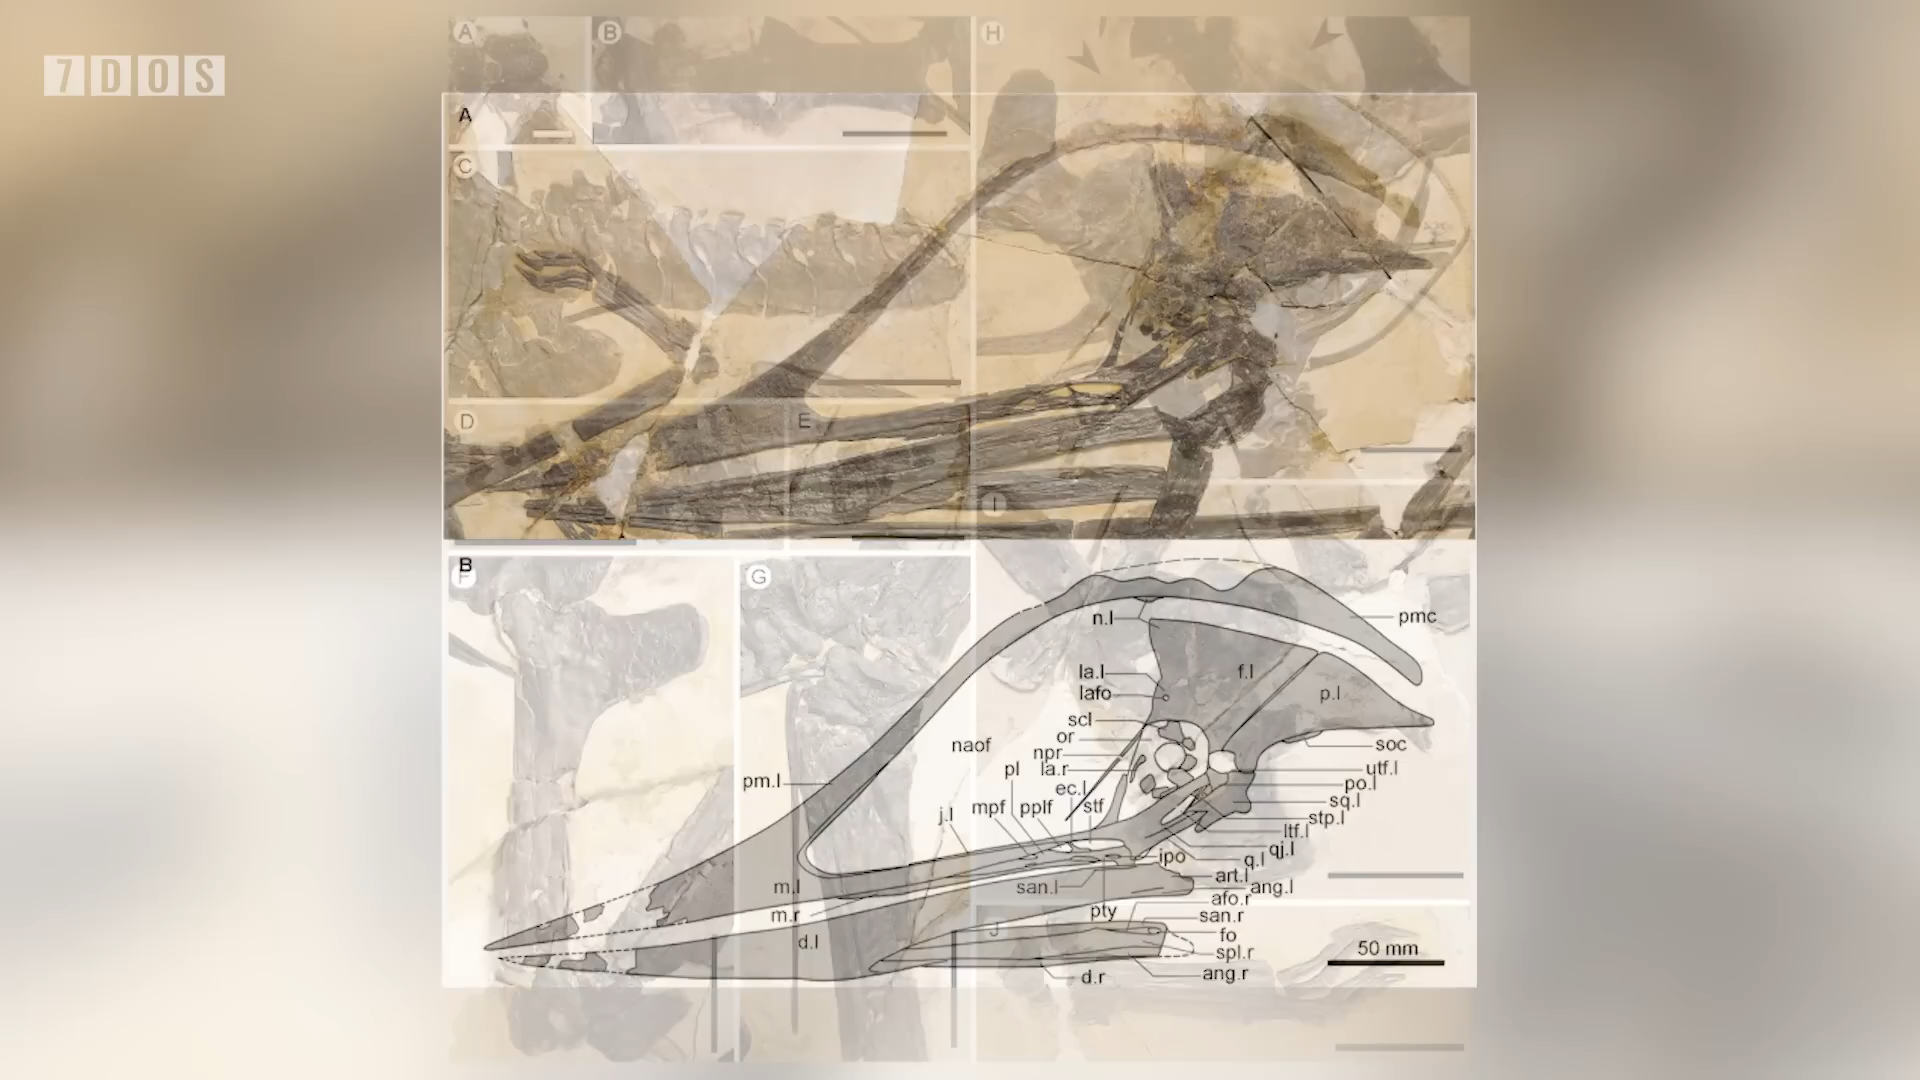 7DOS
A
B
H
A
C
D
E
I
B
F
G
n.l
pmc
la.l
f.l
lafo
p.l
scl
or
naof
soc
npr
pl
la.r
utf.l
pm.l
ec.l
po.l
mpf
pplf
stf
sq.l
j.l
stp.l
ltf.l
qj.l
ipo
q.l
art.l
m.l
san.l
ang.l
afo.r
m.r
pty
san.r
J
fo
d.l
spl.r
50 mm
d.r
ang.r